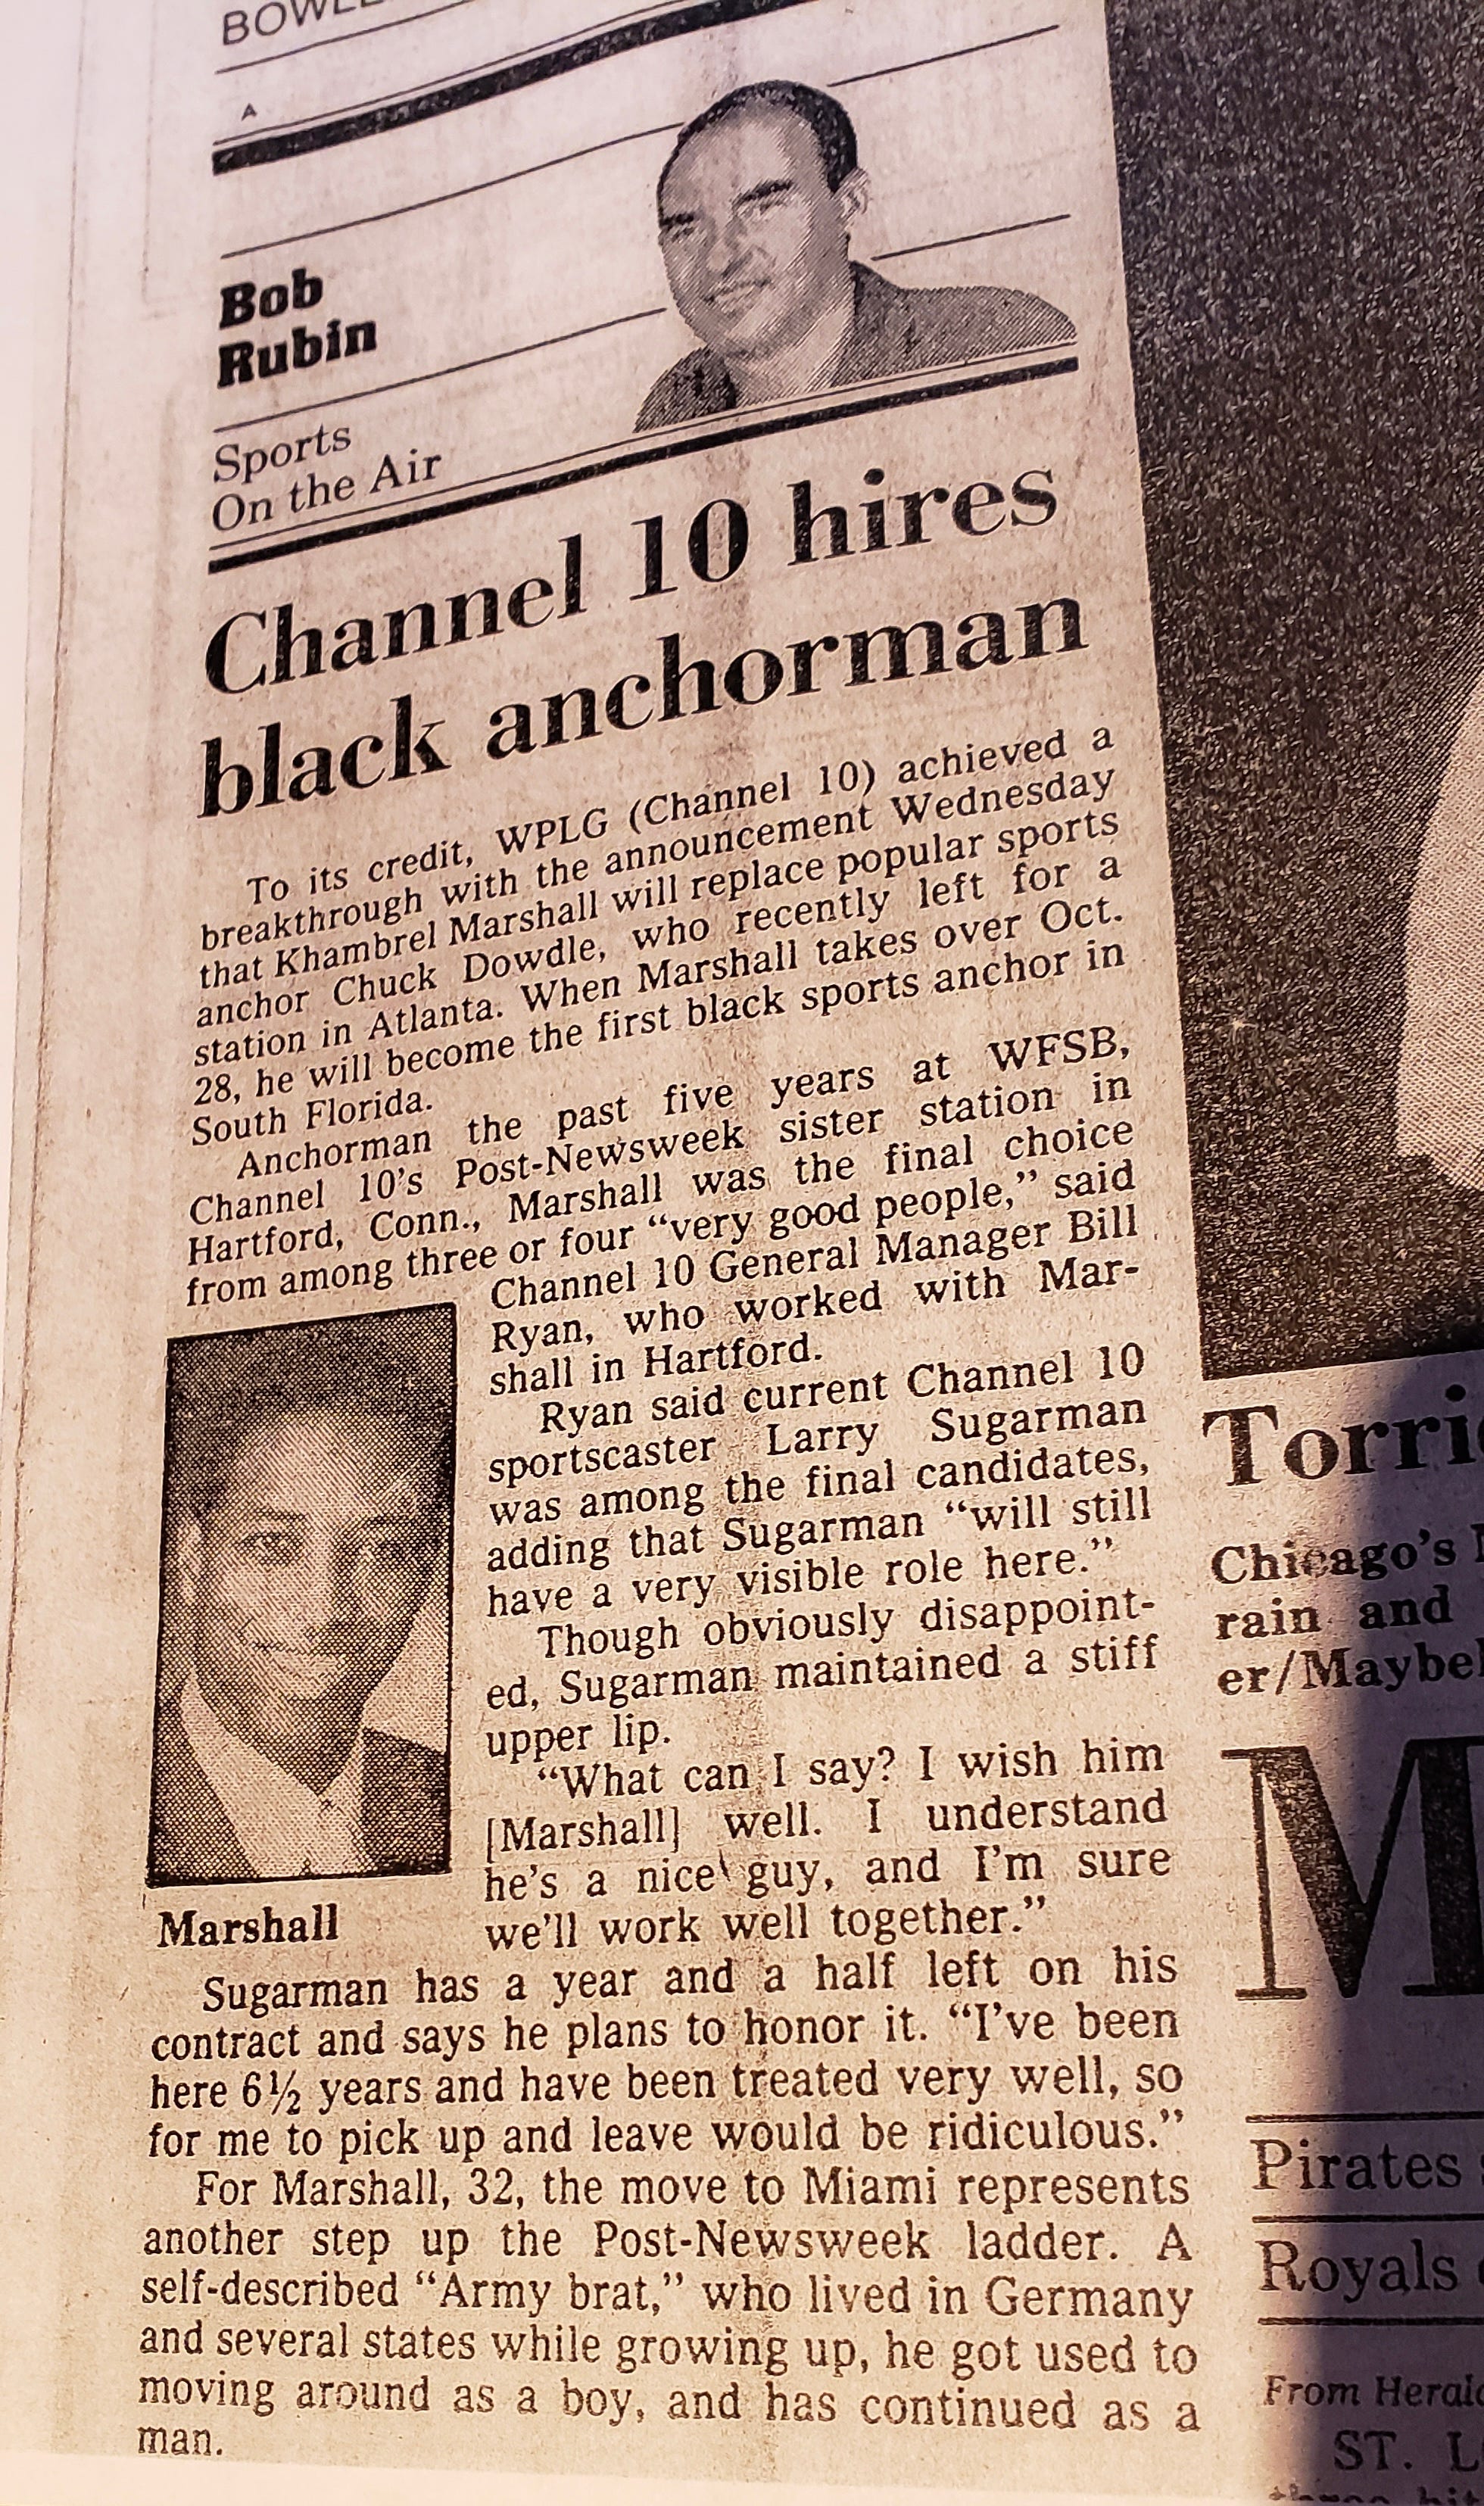 A
Bob
Rubin
Sports
On the Air
Channel 10 hires
black anchorman
To its credit, WPLG (Channel 10) achieved a
breakthrough with the announcement Wednesday
that Khambrel Marshall will replace popular sports
anchor Chuck Dowdle, who recently left for a
station in Atlanta. When Marshall takes over Oct.
28, he will become the first black sports anchor in
South Florida.
Anchorman the past five years at WFSB,
Channel 10's Post-Newsweek sister station in
Hartford, Conn., Marshall was the final choice
from among three or four “very good people,” said
Channel 10 General Manager Bill
Ryan, who worked with Mar-
shall in Hartford.
Ryan said current Channel 10
sportscaster Larry Sugarman
was among the final candidates,
adding that Sugarman “will still
have a very visible role here.”
Though obviously disappoint-
ed, Sugarman maintained a stiff
upper lip.
“What can I say? I wish him
[Marshall] well. I understand
he's a nice guy, and I'm sure
we'll work well together.”
Marshall
Sugarman has a year and a half left on his
contract and says he plans to honor it. “I've been
here 6½ years and have been treated very well, so
for me to pick up and leave would be ridiculous.”
For Marshall, 32, the move to Miami represents
another step up the Post-Newsweek ladder. A
self-described “Army brat,” who lived in Germany
and several states while growing up, he got used to
moving around as a boy, and has continued as a
man.
Chicago's
rain and
M
Pirates
Royals
From
ST.